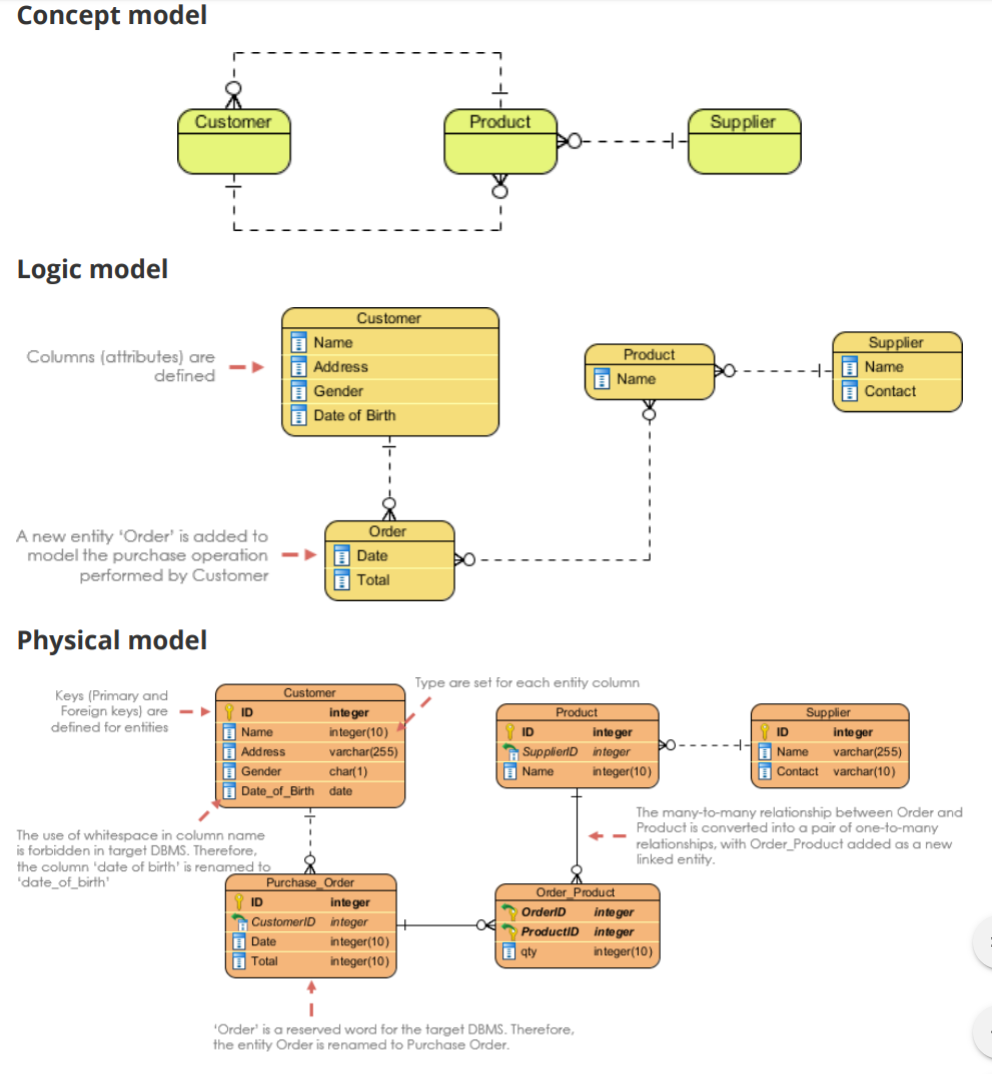 Concept model
Customer
Product
Supplier
Logic model
Customer
Name
Address
Gender
Date of Birth
Columns (attributes) are
defined
Product
Name
Supplier
Name
Contact
A new entity 'Order' is added to
model the purchase operation
performed by Customer
Order
Date
Total
Physical model
Keys (Primary and
Foreign keys) are
defined for entities
Type are set for each entity column
Customer
ID integer
Name integer(10)
Address varchar(255)
Gender char(1)
Date_of_Birth date
Product
ID integer
SupplierID integer
Name integer(10)
Supplier
ID integer
Name varchar(255)
Contact varchar(10)
The use of whitespace in column name
is forbidden in target DBMS. Therefore,
the column 'date of birth' is renamed to
'date_of_birth'
The many-to-many relationship between Order and
Product is converted into a pair of one-to-many
relationships, with Order_Product added as a new
linked entity.
Purchase_Order
ID integer
CustomerID integer
Date integer(10)
Total integer(10)
Order_Product
OrderID integer
ProductID integer
qty integer(10)
'Order' is a reserved word for the target DBMS. Therefore,
the entity Order is renamed to Purchase Order.